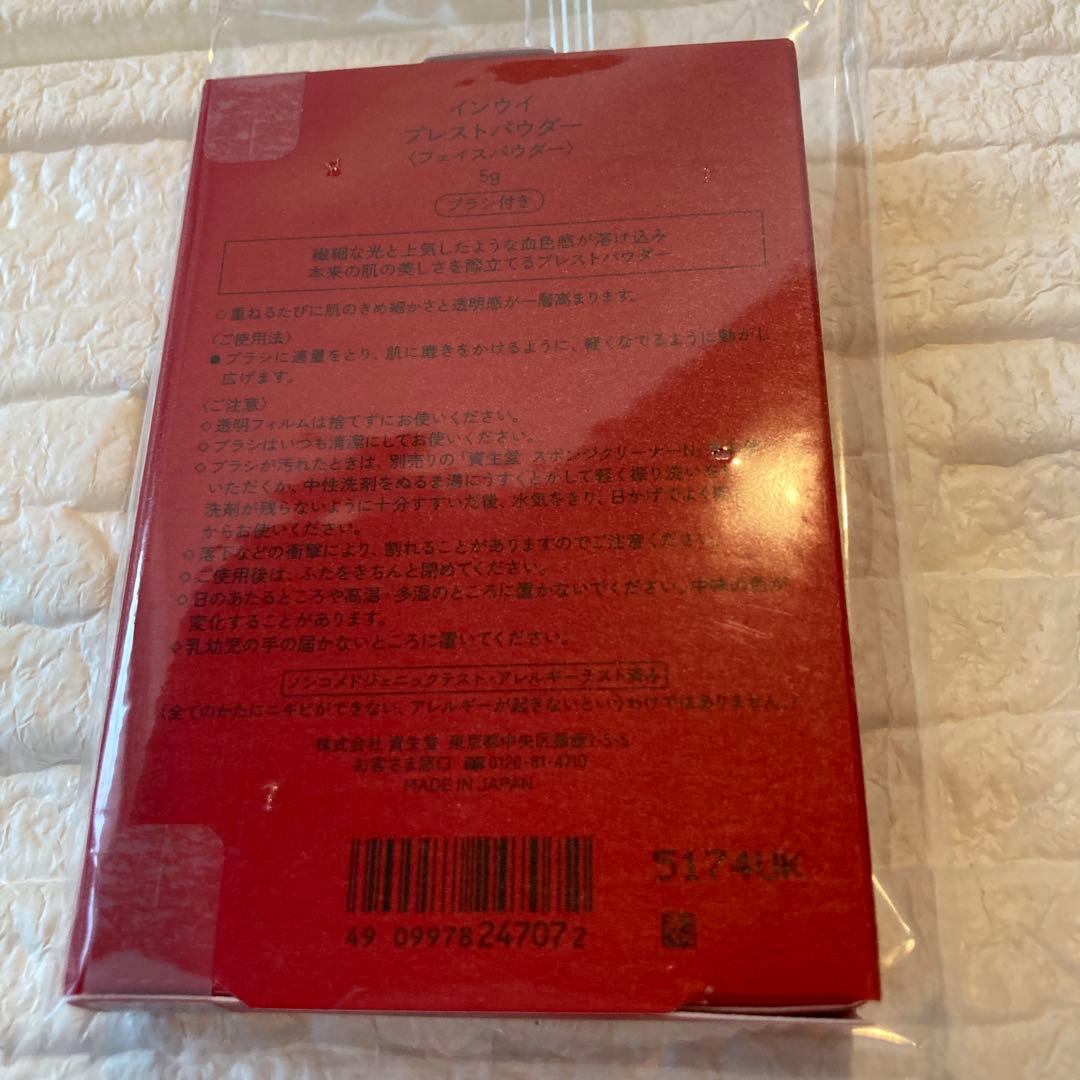 インウイ
プレストパウダー
〈フェイスパウダー〉
5g
ブラシ付き
繊細な光と上気したような血色感が溶け込み
本来の肌の美しさを際立てるプレストパウダー
○重ねるたびに肌のきめ細かさと透明感が一層高まります。
〈ご使用法〉
●ブラシに適量をとり、肌に磨きをかけるように、軽くなでるように動かし
広げます。
〈ご注意〉
◇透明フィルムは捨てずにお使いください。
◇ブラシはいつも清潔にしてお使いください。
◇ブラシが汚れたときは、別売りの「資生堂 スポンジクリーナーN」
いただくか、中性洗剤をぬるま湯にうすくとかして軽く振り洗い
洗剤が残らないように十分すすいだ後、水気をきり、日かげでよく
からお使いください。
◇落下などの衝撃により、割れることがありますのでご注意ください。
◇ご使用後は、ふたをきちんと閉めてください。
◇日のあたるところや高温・多湿のところに置かないでください。中味の色が
変化することがあります。
◇乳幼児の手の届かないところに置いてください。
ノンコメドジェニックテスト・アレルギーテスト済み
(全てのかたにニキビができない、アレルギーが起きないというわけではありません。)
株式会社 資生堂 東京都中央区銀座7-5-5
お客さま窓口 0120-81-4710
MADE IN JAPAN
5174UK
4909978247072